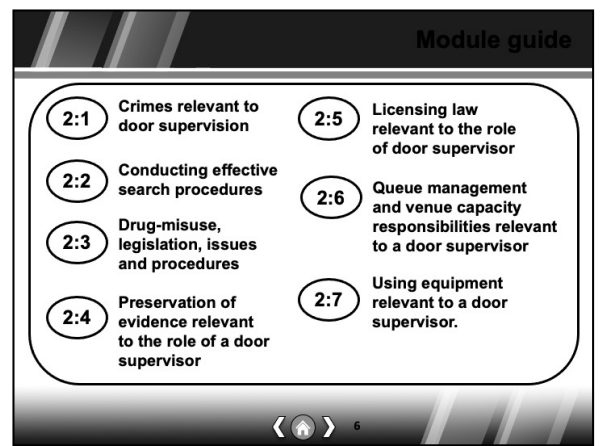 Module guide
2:1
Crimes relevant to
door supervision
2:2
Conducting effective
search procedures
2:3
Drug-misuse,
legislation, issues
and procedures
2:4
Preservation of
evidence relevant
to the role of a door
supervisor
2:5
Licensing law
relevant to the role
of door supervisor
2:6
Queue management
and venue capacity
responsibilities relevant
to a door supervisor
2:7
Using equipment
relevant to a door
supervisor.
6